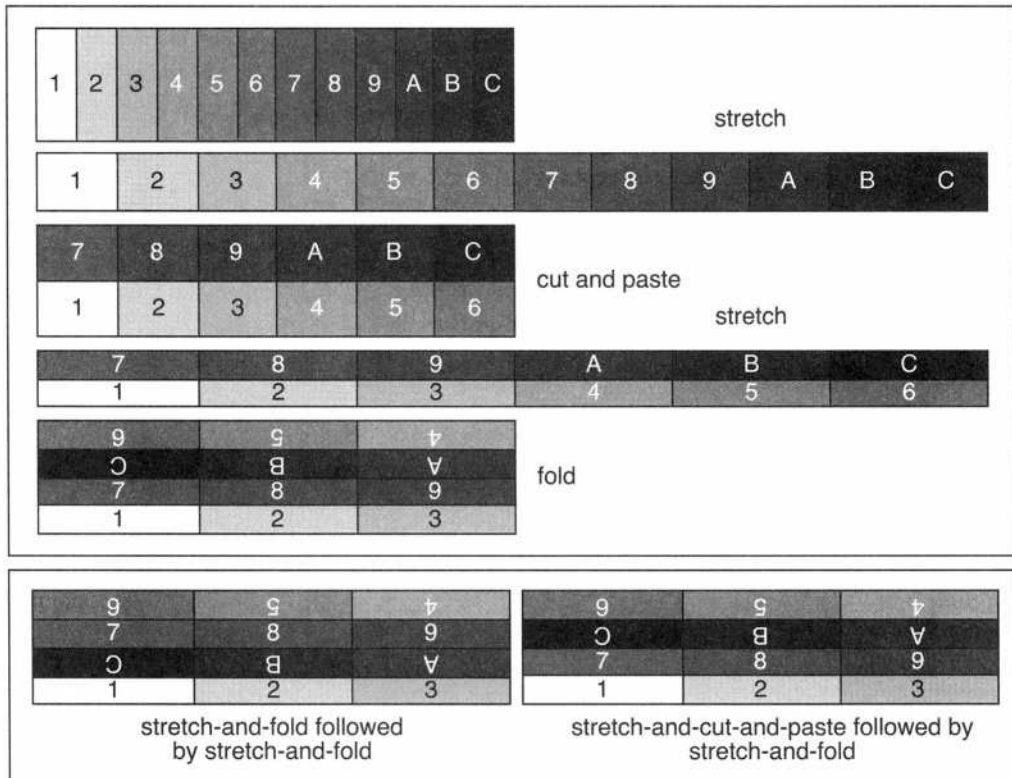 1 2 3 4 5 6 7 8 9 A B C
stretch
1 2 3 4 5 6 7 8 9 A B C
7 8 9 A B C
1 2 3 4 5 6
cut and paste
stretch
7 8 9 A B C
1 2 3 4 5 6
6 5 4
C B A
7 8 9
1 2 3
fold
6 5 4
7 8 9
C B A
1 2 3
stretch-and-fold followed
by stretch-and-fold
6 5 4
C B A
7 8 9
1 2 3
stretch-and-cut-and-paste followed by
stretch-and-fold